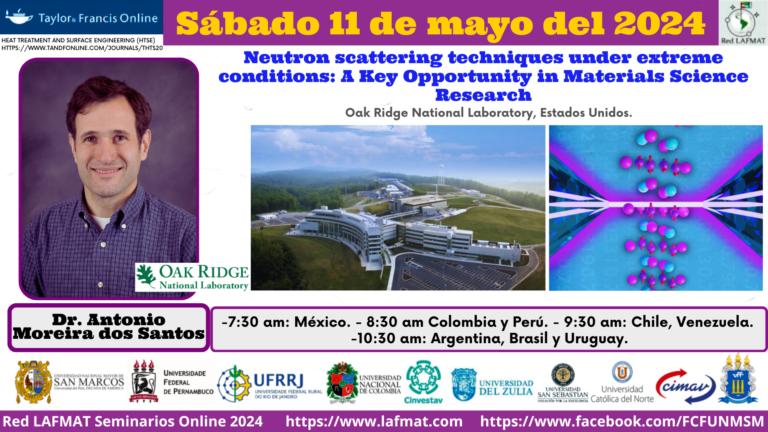 Taylor & Francis Online
Sábado 11 de mayo del 2024
Red LAFMAT
HEAT TREATMENT AND SURFACE ENGINEERING (HTSE)
HTTPS://WWW.TANDFONLINE.COM/JOURNALS/THTS20
Neutron scattering techniques under extreme
conditions: A Key Opportunity in Materials Science
Research
Oak Ridge National Laboratory, Estados Unidos.
OAK RIDGE
National Laboratory
Dr. Antonio
Moreira dos Santos
-7:30 am: México. - 8:30 am Colombia y Perú. - 9:30 am: Chile, Venezuela.
-10:30 am: Argentina, Brasil y Uruguay.
UNIVERSIDAD NACIONAL MAYOR DE
SAN MARCOS
UNIVERSIDADE
FEDERAL
DE PERNAMBUCO
UFRRJ
UNIVERSIDADE FEDERAL RURAL
DO RIO DE JANEIRO
UNIVERSIDAD
NACIONAL
DE COLOMBIA
Cinvestav
UNIVERSIDAD
DEL ZULIA
UNIVERSIDAD
SAN SEBASTIAN
VOCACIÓN POR LA EXCELENCIA
Universidad
Católica del Norte
cimav
Red LAFMAT Seminarios Online 2024 https://www.lafmat.com https://www.facebook.com/FCFUNMSM